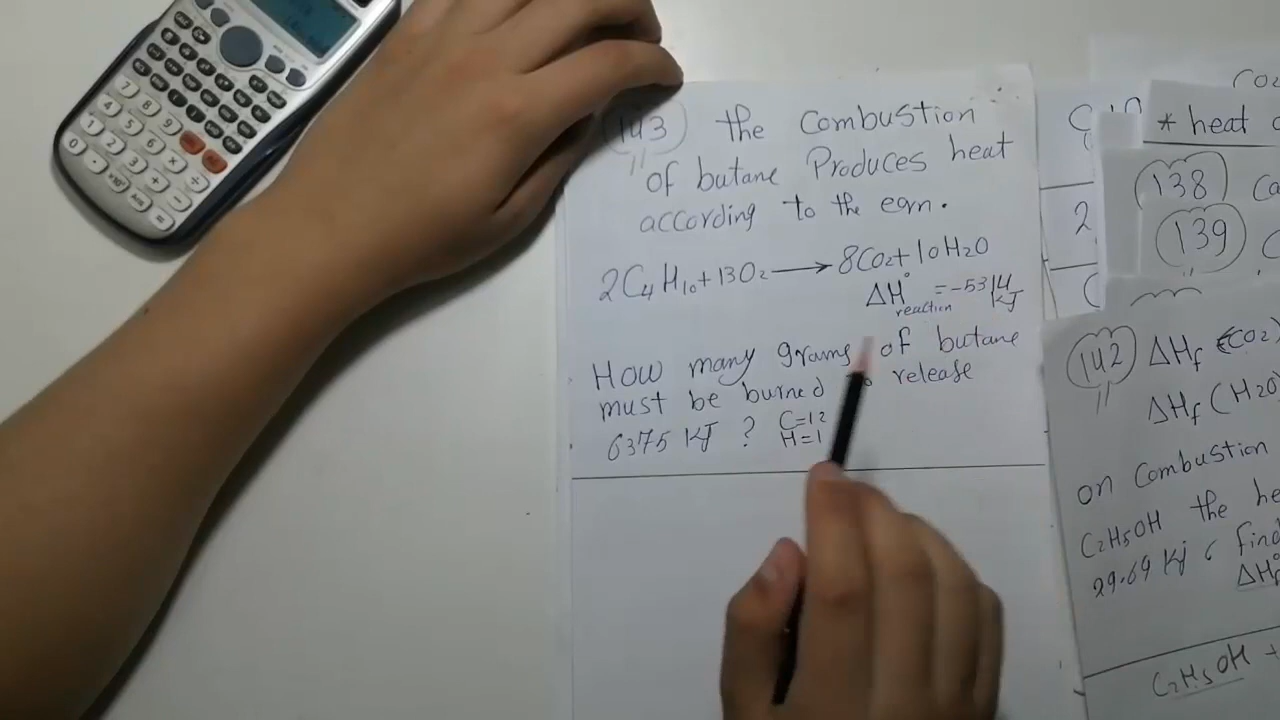 143 the Combustion
of butane Produces heat
according to the eqn.
2C4H10+13O2→8CO2+10H2O
ΔH°reaction=-5314 KJ
How many grams of butane
must be burned to release
6375 KJ ? C=12
H=1
* heat
138
139
142 ΔHf (CO2)
ΔHf (H2O)
on Combustion
C2H5OH the
29.69 KJ
ΔHf
C2H5OH +